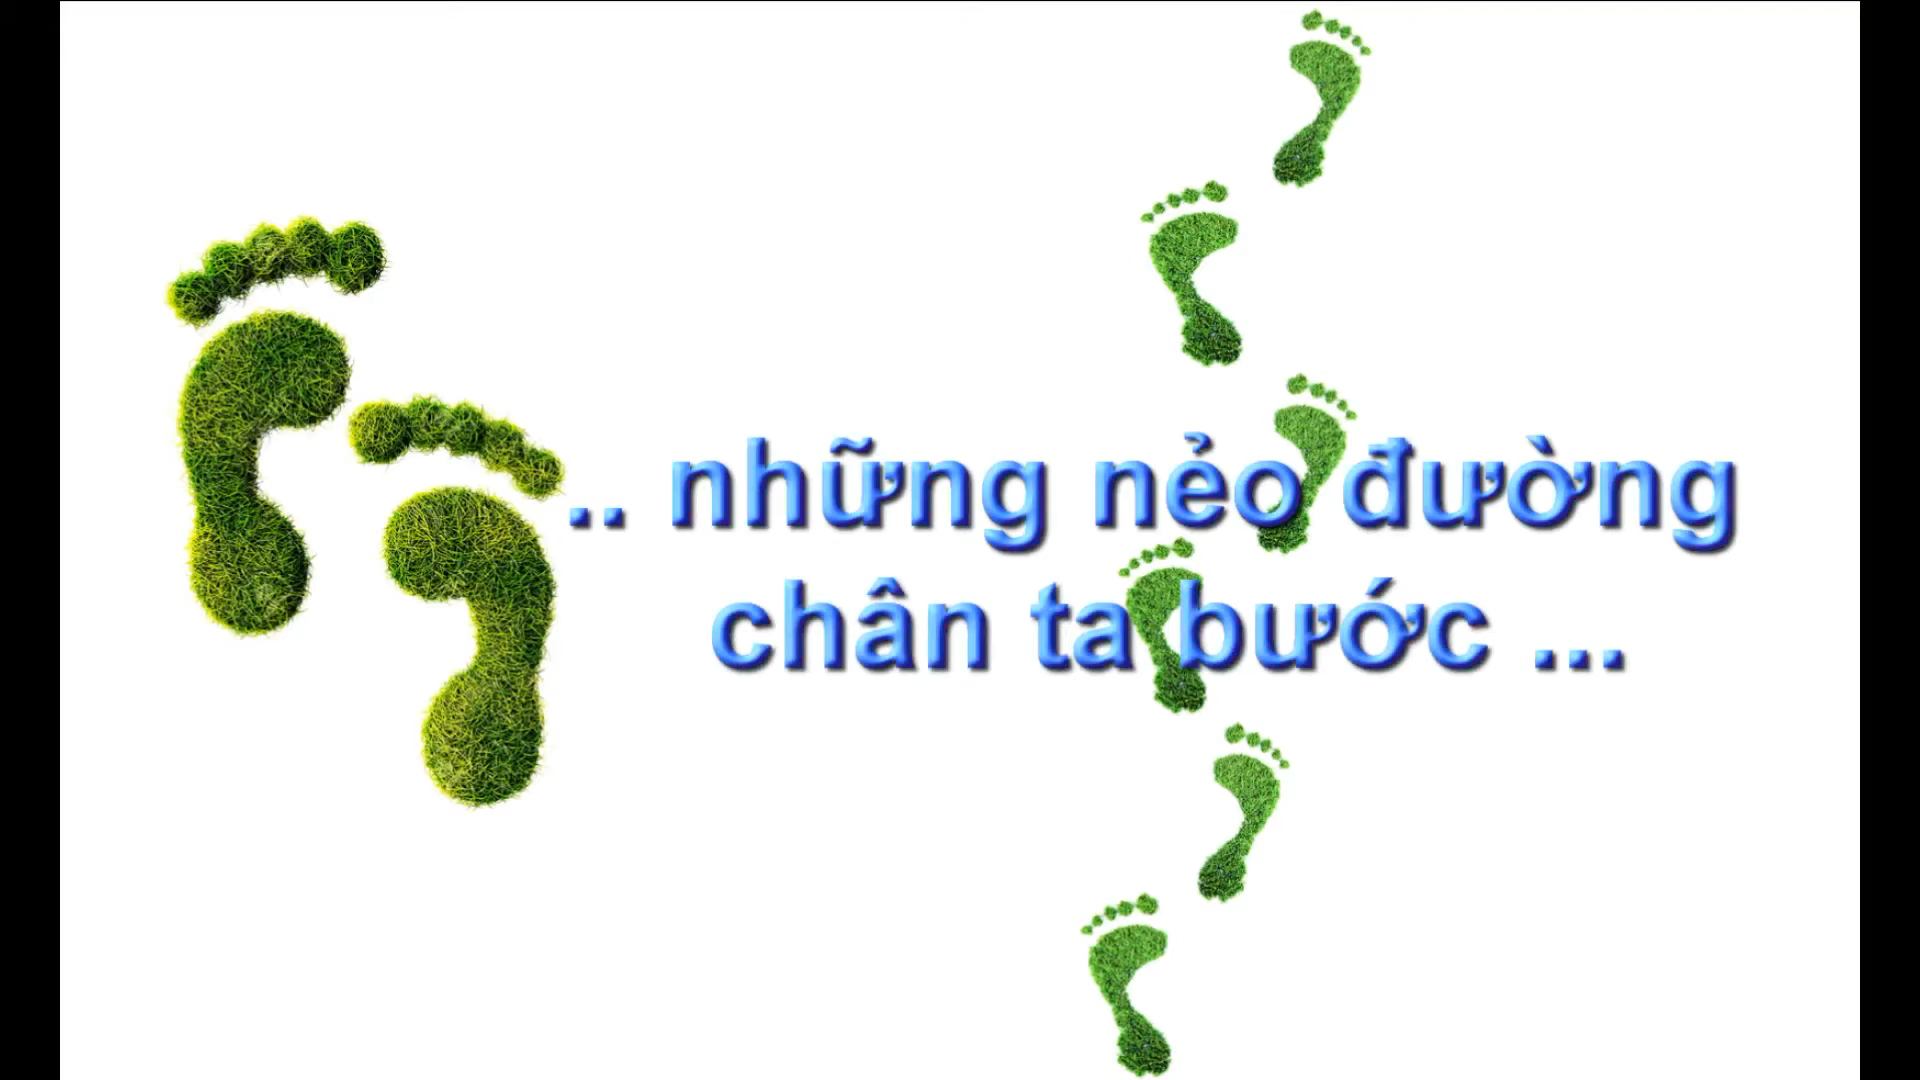 .. những nẻo đường
chân ta bước ...